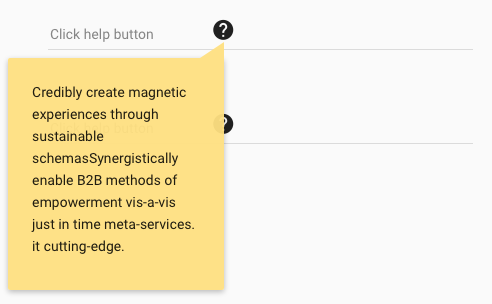 Click help button
?
Credibly create magnetic
experiences through
sustainable
schemasSynergistically
enable B2B methods of
empowerment vis-a-vis
just in time meta-services.
it cutting-edge.
?